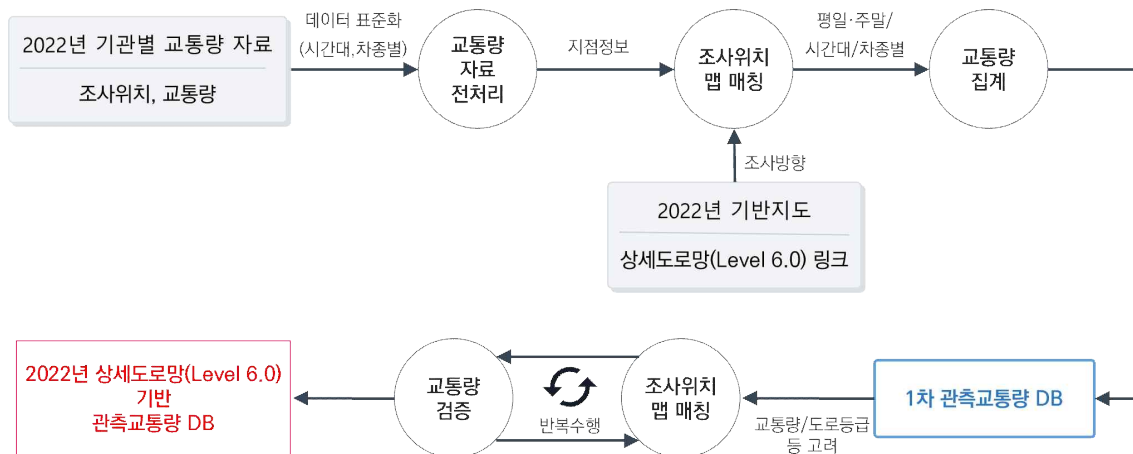 2022년 기관별 교통량 자료
조사위치, 교통량
데이터 표준화
(시간대,차종별)
교통량
자료
전처리
지점정보
조사위치
맵 매칭
평일·주말/
시간대/차종별
교통량
집계
조사방향
2022년 기반지도
상세도로망(Level 6.0) 링크
1차 관측교통량 DB
교통량/도로등급
등 고려
조사위치
맵 매칭
반복수행
교통량
검증
2022년 상세도로망(Level 6.0)
기반
관측교통량 DB